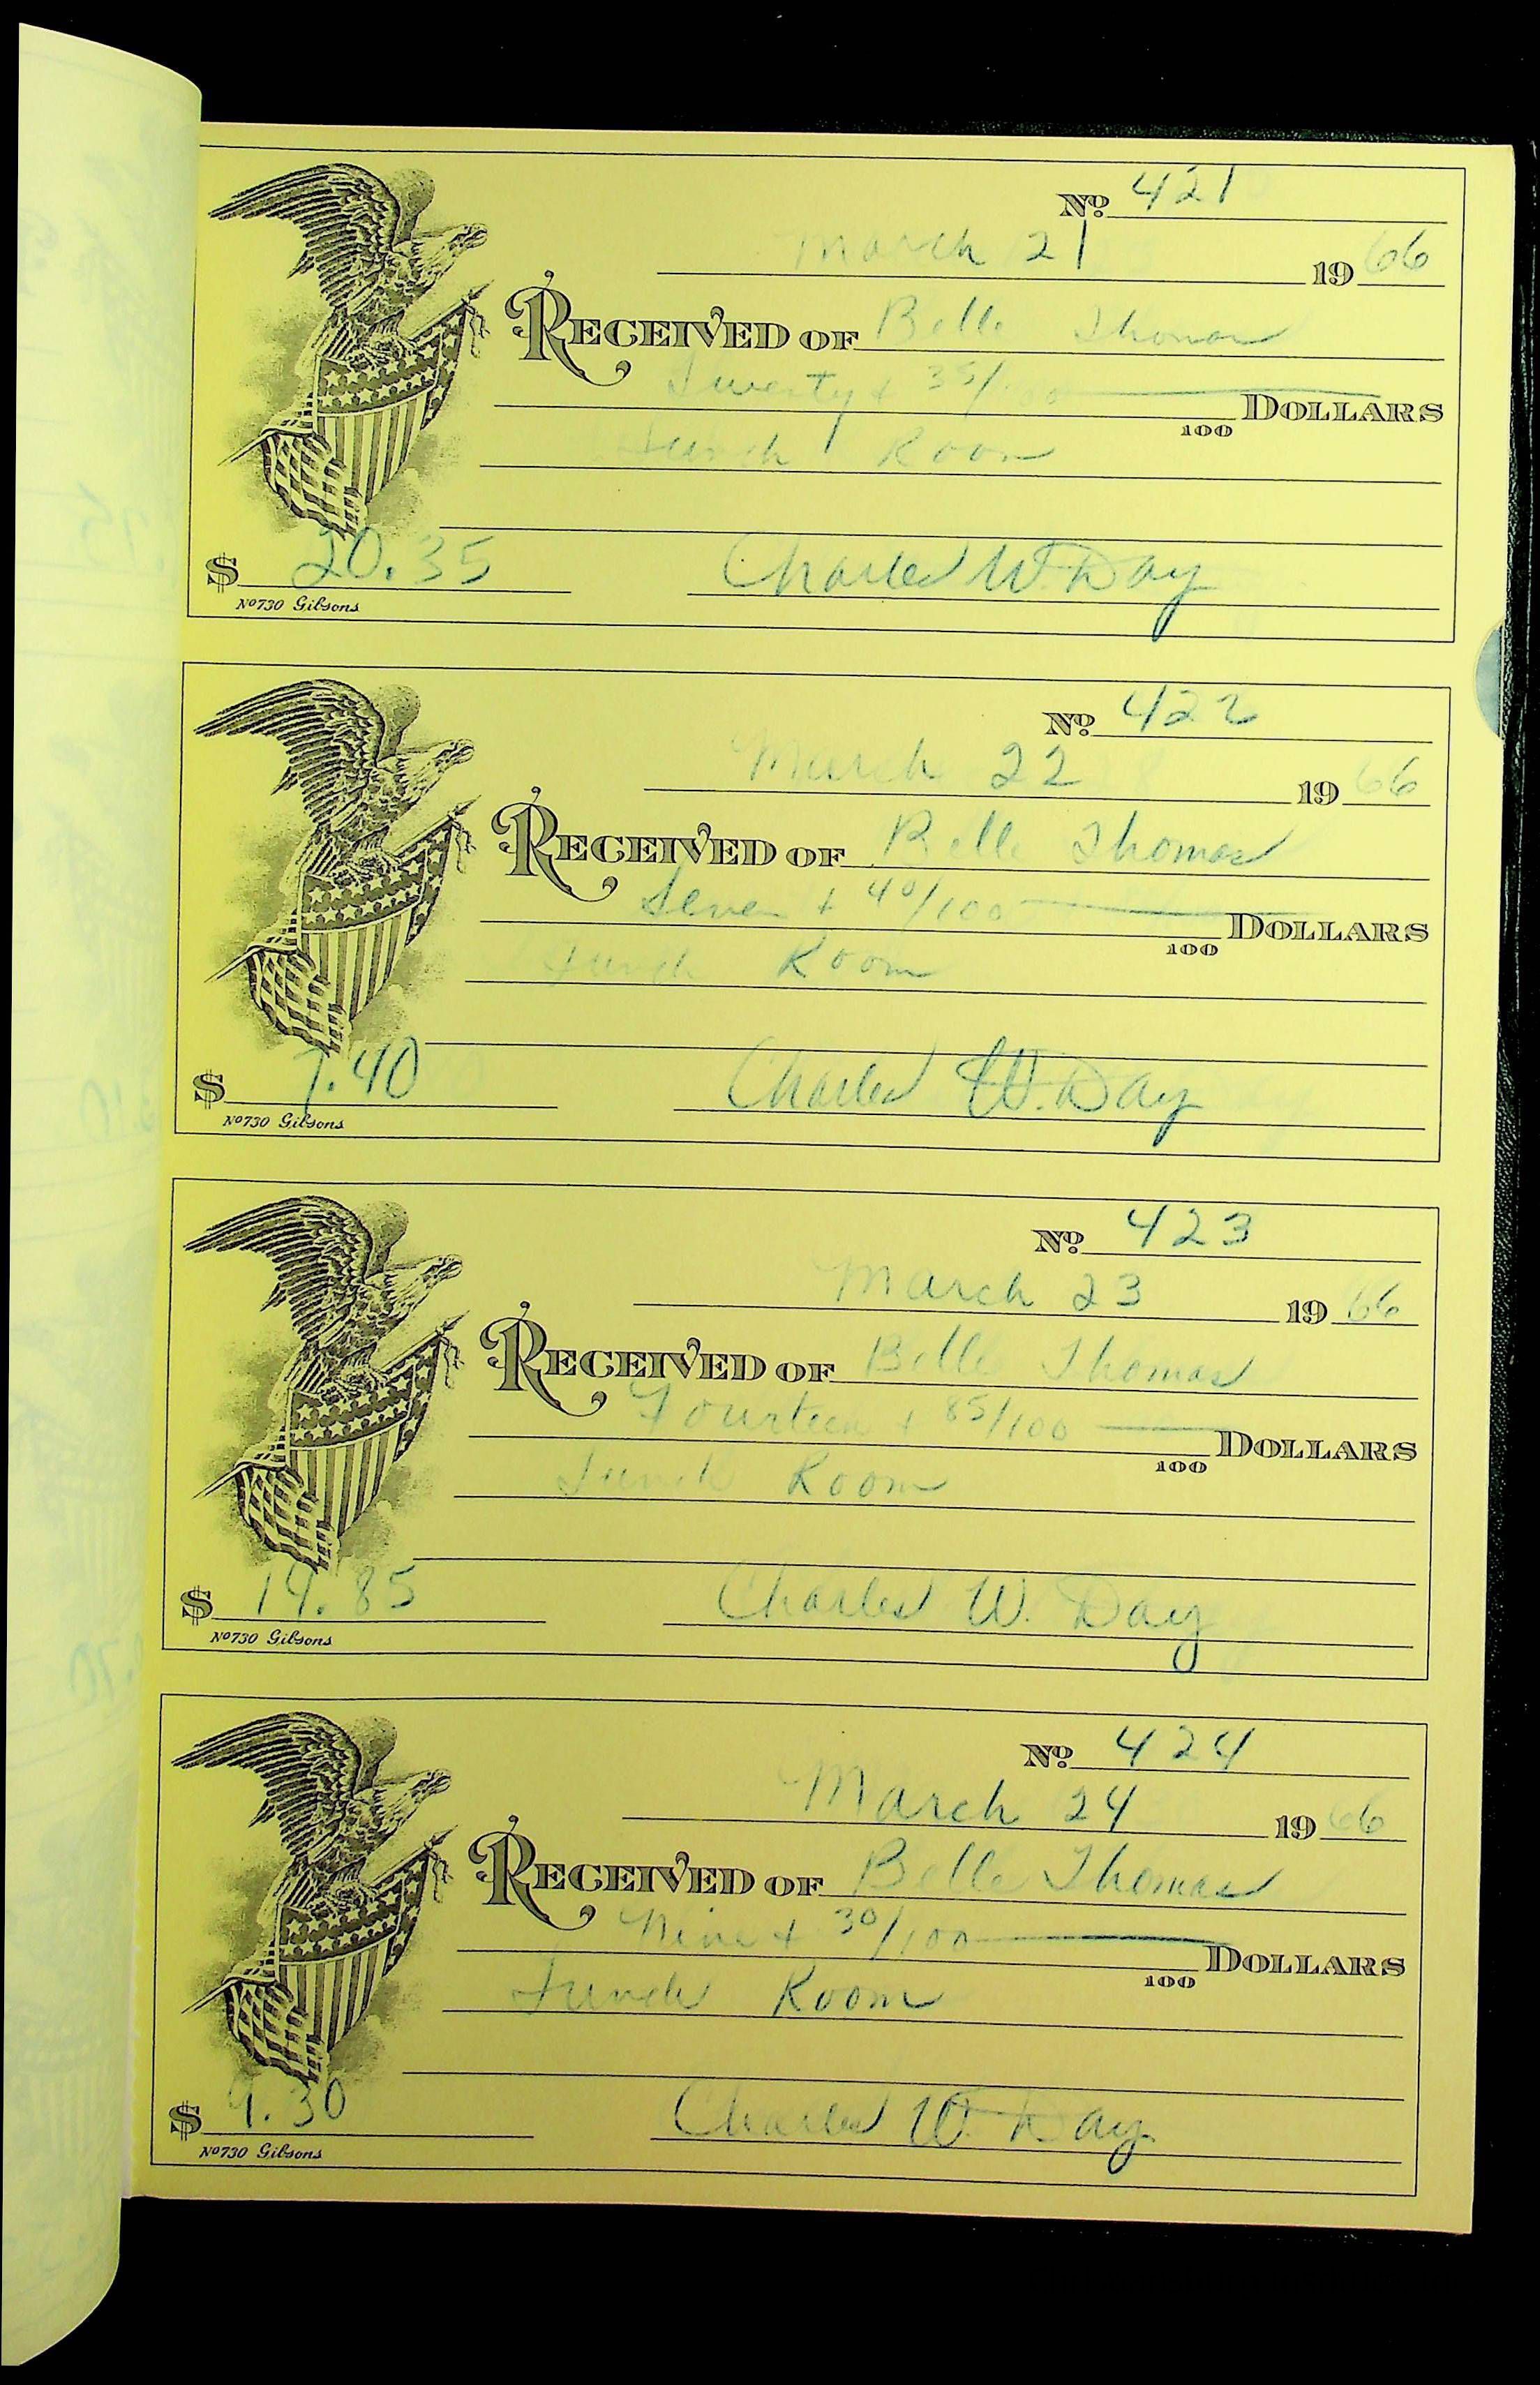 No. 421
March 21 1966
RECEIVED OF Belle Thomas
Twenty + 35/100 DOLLARS
100
Lunch Room
$ 20.35 Charles W. Day
No730 Gibsons
No. 422
March 22 1966
RECEIVED OF Belle Thomas
Seven + 40/100 DOLLARS
100
Lunch Room
$ 7.40 Charles W. Day
No730 Gibsons
No. 423
March 23 1966
RECEIVED OF Belle Thomas
Fourteen + 85/100 DOLLARS
100
Lunch Room
$ 14.85 Charles W. Day
No730 Gibsons
No. 424
March 24 1966
RECEIVED OF Belle Thomas
Nine + 30/100 DOLLARS
100
Lunch Room
$ 9.30 Charles W. Day
No730 Gibsons